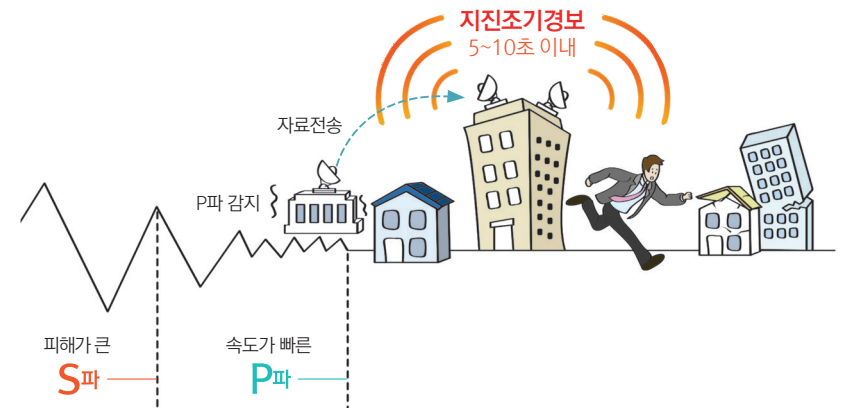 지진조기경보
5~10초 이내
자료전송
P파 감지
피해가 큰
S파
속도가 빠른
P파